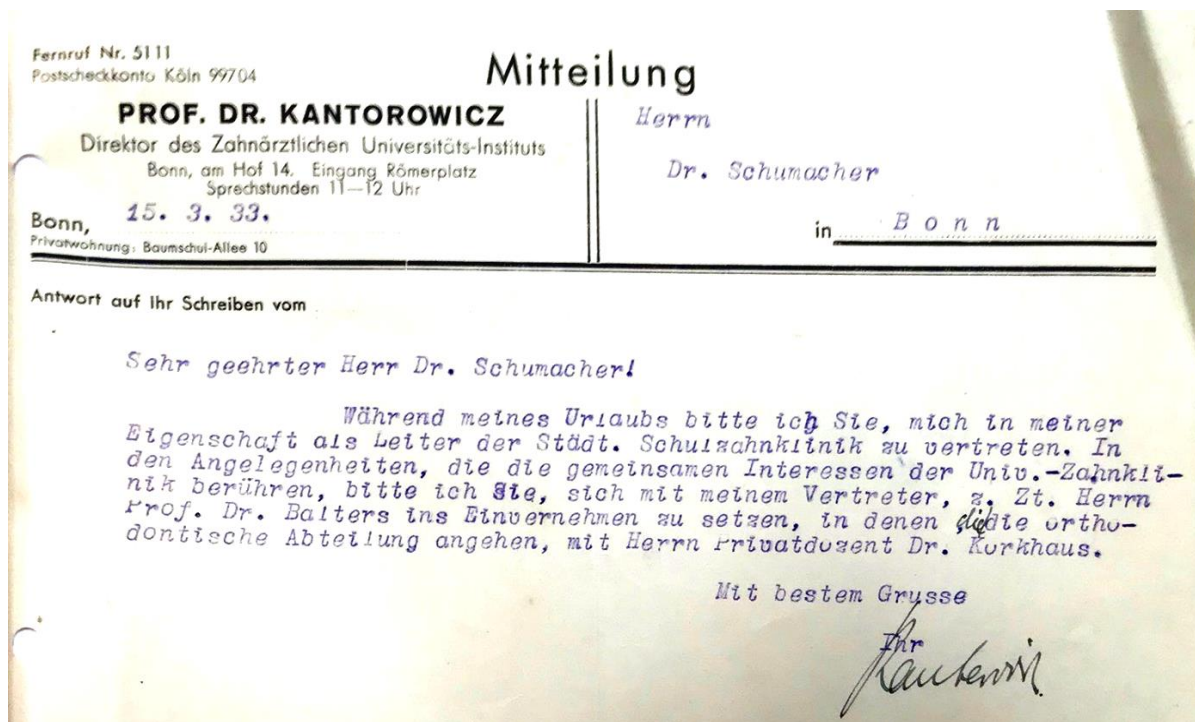 Fernruf Nr. 5111
Postscheckkonto Köln 99704
Mitteilung
PROF. DR. KANTOROWICZ
Direktor des Zahnärztlichen Universitäts-Instituts
Bonn, am Hof 14. Eingang Römerplatz
Sprechstunden 11—12 Uhr
Bonn, 15. 3. 33.
Privatwohnung: Baumschul-Allee 10
Herrn
Dr. Schumacher
in Bonn
Antwort auf Ihr Schreiben vom
Sehr geehrter Herr Dr. Schumacher!
Während meines Urlaubs bitte ich Sie, mich in meiner
Eigenschaft als Leiter der Städt. Schulzahnklinik zu vertreten. In
den Angelegenheiten, die die gemeinsamen Interessen der Univ.-Zahnkli-
nik berühren, bitte ich Sie, sich mit meinem Vertreter, z. Zt. Herrn
Prof. Dr. Balters ins Einvernehmen zu setzen, in denen die die ortho-
dontische Abteilung angehen, mit Herrn Privatdozent Dr. Korkhaus.
Mit bestem Grusse
Ihr
Kantorowicz